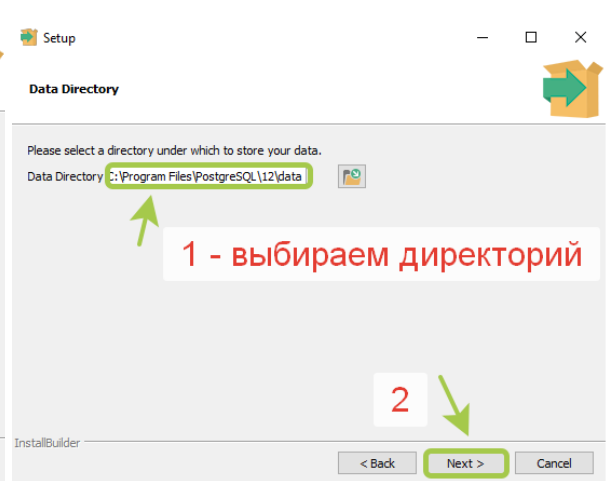 Setup
Data Directory
Please select a directory under which to store your data.
Data Directory :\Program Files\PostgreSQL\12\data
1 - выбираем директорий
2
InstallBuilder
< Back Next > Cancel